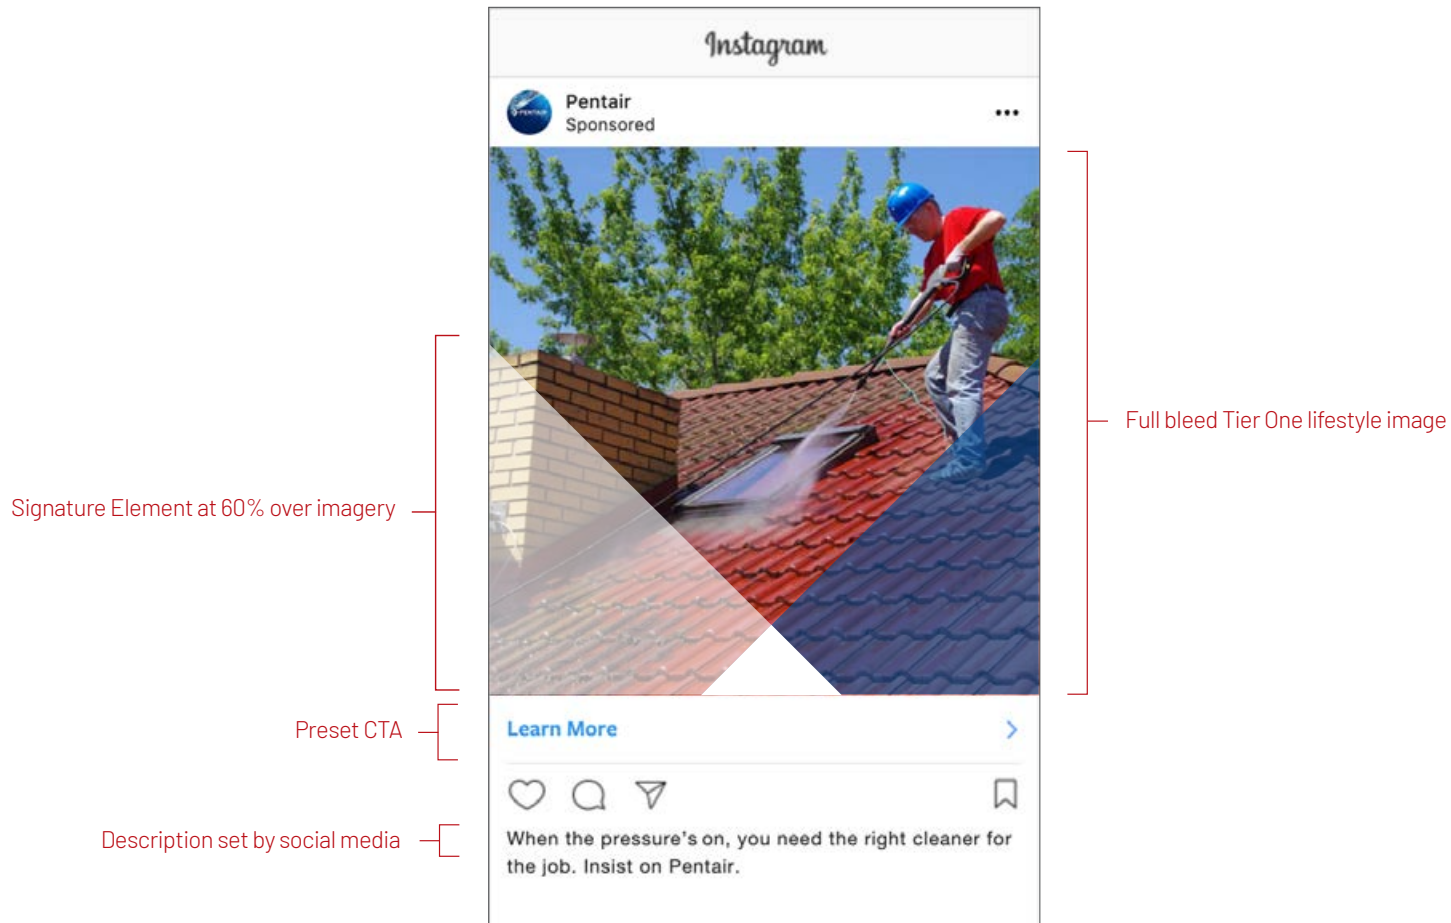 Instagram
Pentair
Sponsored
PENTAIR
Full bleed Tier One lifestyle image
Signature Element at 60% over imagery
Preset CTA
Learn More
Description set by social media
When the pressure's on, you need the right cleaner for
the job. Insist on Pentair.